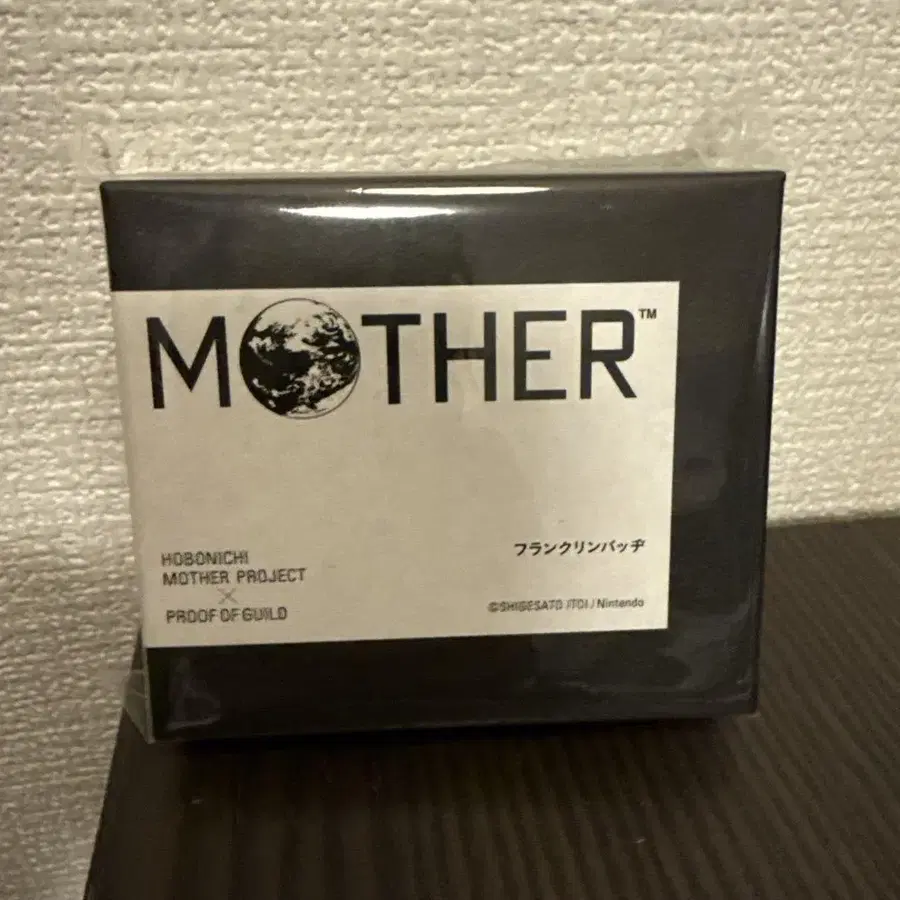 MOTHER™
フランクリンバッヂ
HOBONICHI
MOTHER PROJECT
×
PROOF OF GUILD
©SHIGESATO ITOI / Nintendo